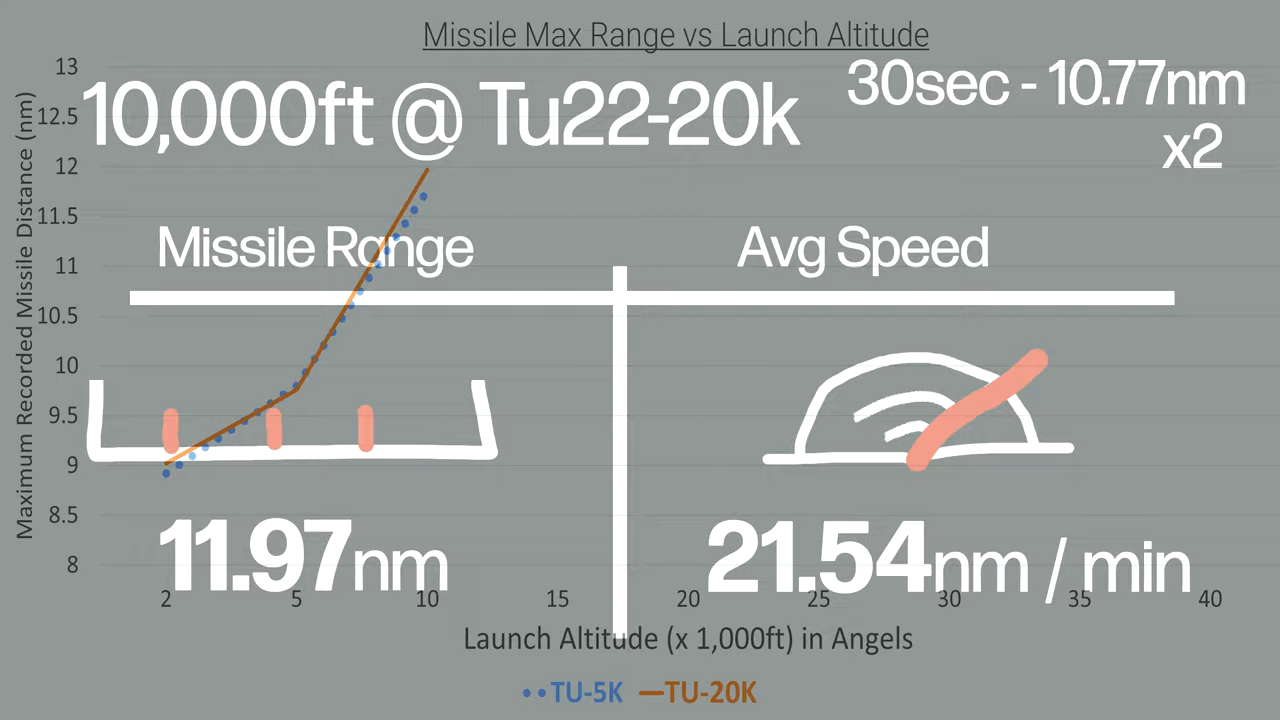 Missile Max Range vs Launch Altitude
10,000ft @ Tu22-20k
30sec - 10.77nm
x2
Missile Range
Avg Speed
11.97nm
21.54nm / min
Maximum Recorded Missile Distance (nm)
13
12.5
12
11.5
11
10.5
10
9.5
9
8.5
8
2 5 10 15 20 25 30 35 40
Launch Altitude (x 1,000ft) in Angels
TU-5K TU-20K